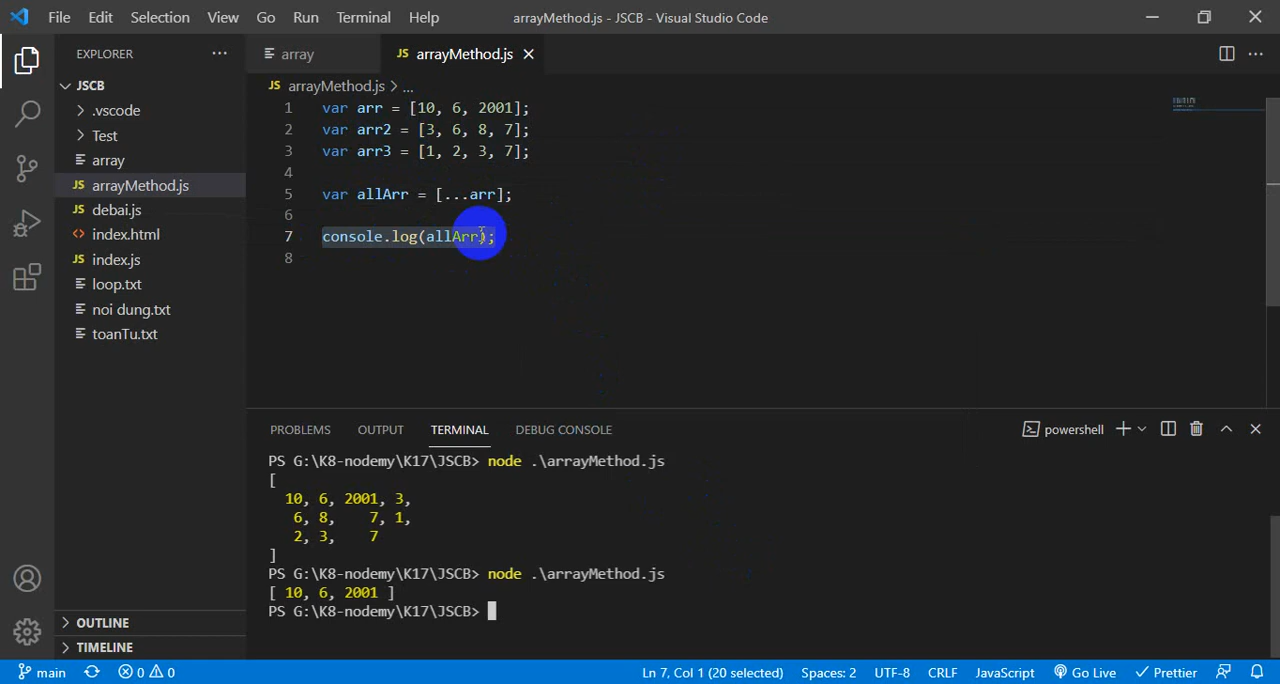 File Edit Selection View Go Run Terminal Help arrayMethod.js - JSCB - Visual Studio Code
EXPLORER
JSCB
.vscode
Test
array
JS arrayMethod.js
JS debai.js
<> index.html
JS index.js
loop.txt
noi dung.txt
toanTu.txt
OUTLINE
TIMELINE
array JS arrayMethod.js
JS arrayMethod.js > ...
1 var arr = [10, 6, 2001];
2 var arr2 = [3, 6, 8, 7];
3 var arr3 = [1, 2, 3, 7];
4
5 var allArr = [...arr];
6
7 console.log(allArr);
8
PROBLEMS OUTPUT TERMINAL DEBUG CONSOLE powershell
PS G:\K8-nodemy\K17\JSCB> node .\arrayMethod.js
[
10, 6, 2001, 3,
6, 8, 7, 1,
2, 3, 7
]
PS G:\K8-nodemy\K17\JSCB> node .\arrayMethod.js
[ 10, 6, 2001 ]
PS G:\K8-nodemy\K17\JSCB>
main 0 0 Ln 7, Col 1 (20 selected) Spaces: 2 UTF-8 CRLF JavaScript Go Live Prettier